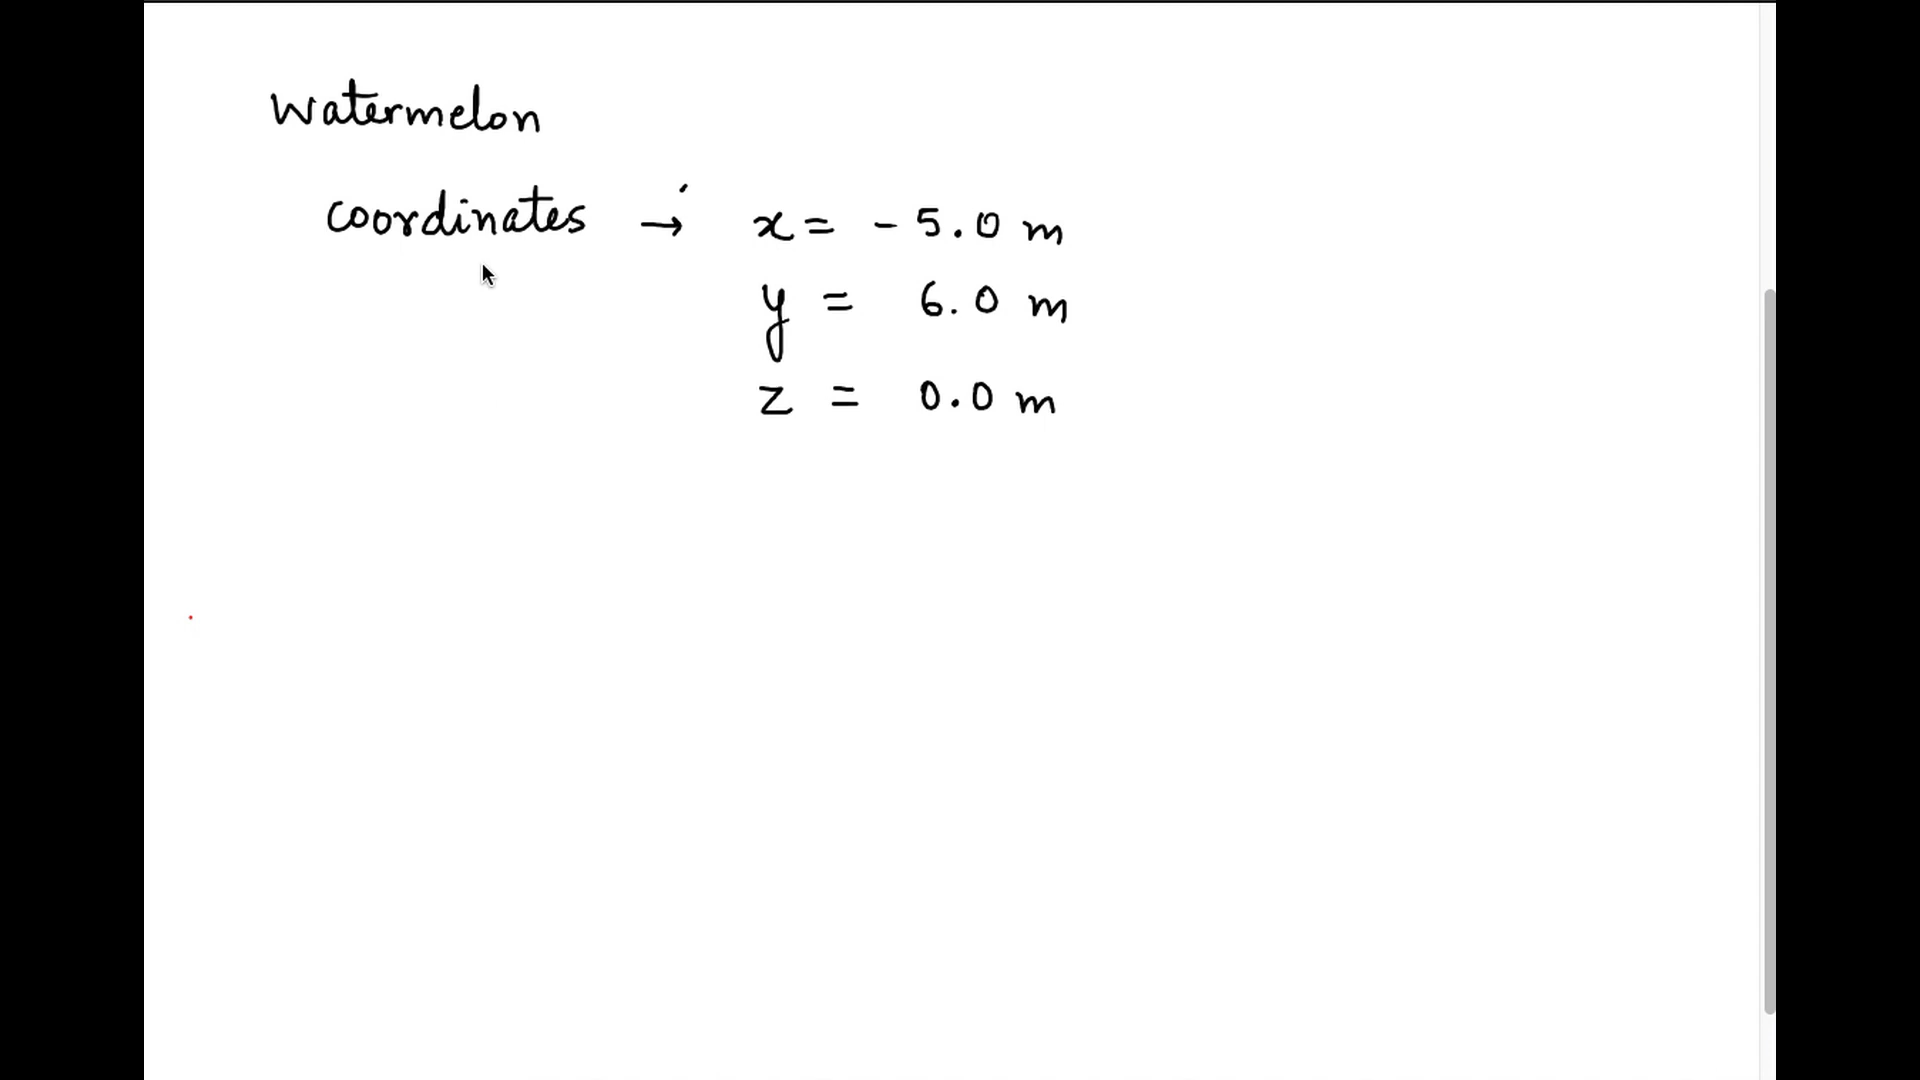 Watermelon
coordinates → x = - 5.0 m
y = 6.0 m
z = 0.0 m